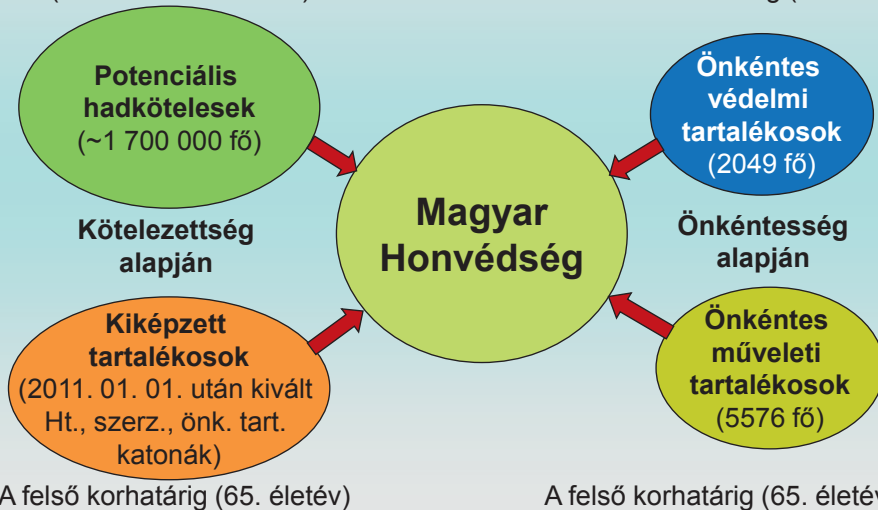 Potenciális
hadkötelesek
(~1 700 000 fő)
Kötelezettség
alapján
Kiképzett
tartalékosok
(2011. 01. 01. után kivált
Ht., szerz., önk. tart.
katonák)
A felső korhatárig (65. életév)
Magyar
Honvédség
Önkéntes
védelmi
tartalékosok
(2049 fő)
Önkéntesség
alapján
Önkéntes
műveleti
tartalékosok
(5576 fő)
A felső korhatárig (65. életév